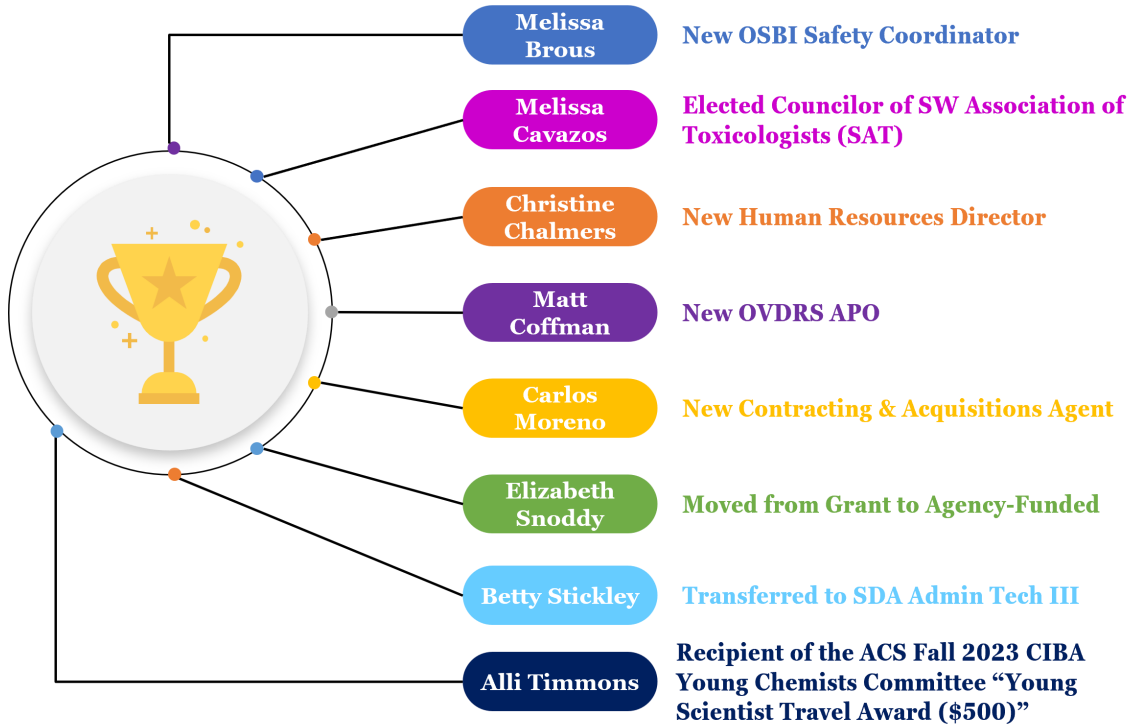 Melissa
Brous
New OSBI Safety Coordinator
Melissa
Cavazos
Elected Councilor of SW Association of
Toxicologists (SAT)
Christine
Chalmers
New Human Resources Director
Matt
Coffman
New OVDRS APO
Carlos
Moreno
New Contracting & Acquisitions Agent
Elizabeth
Snoddy
Moved from Grant to Agency-Funded
Betty Stickley
Transferred to SDA Admin Tech III
Alli Timmons
Recipient of the ACS Fall 2023 CIBA
Young Chemists Committee “Young
Scientist Travel Award ($500)”